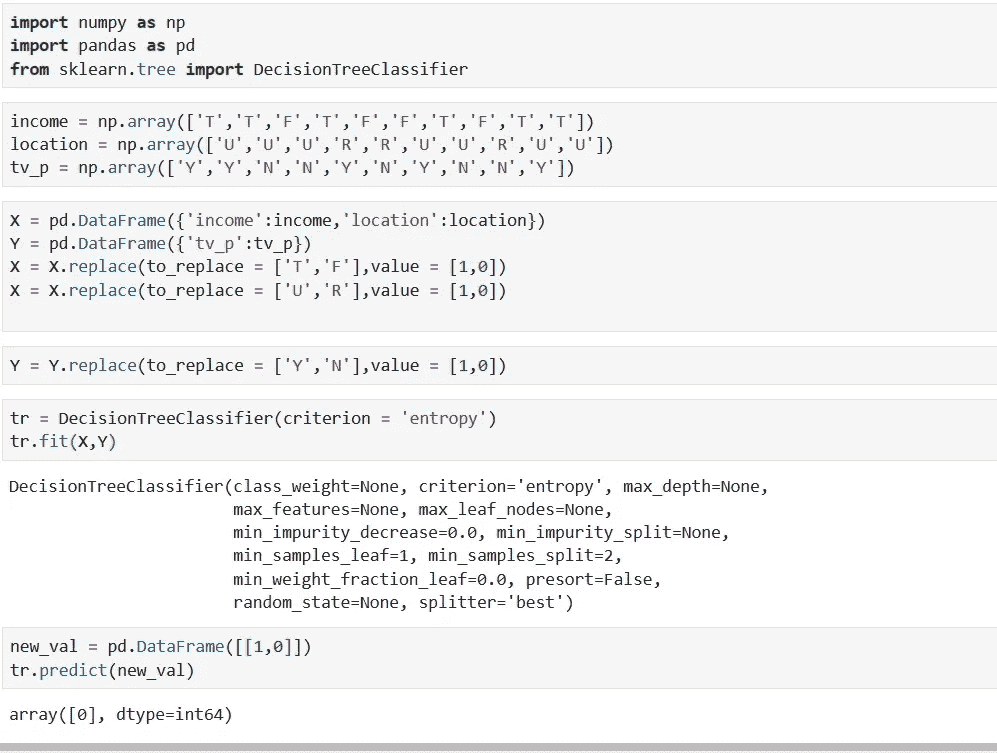 import numpy as np
import pandas as pd
from sklearn.tree import DecisionTreeClassifier
income = np.array(['T','T','F','T','F','F','T','F','T','T'])
location = np.array(['U','U','U','R','R','U','U','R','U','U'])
tv_p = np.array(['Y','Y','N','N','Y','N','Y','N','N','Y'])
X = pd.DataFrame({'income':income,'location':location})
Y = pd.DataFrame({'tv_p':tv_p})
X = X.replace(to_replace = ['T','F'],value = [1,0])
X = X.replace(to_replace = ['U','R'],value = [1,0])
Y = Y.replace(to_replace = ['Y','N'],value = [1,0])
tr = DecisionTreeClassifier(criterion = 'entropy')
tr.fit(X,Y)
DecisionTreeClassifier(class_weight=None, criterion='entropy', max_depth=None,
max_features=None, max_leaf_nodes=None,
min_impurity_decrease=0.0, min_impurity_split=None,
min_samples_leaf=1, min_samples_split=2,
min_weight_fraction_leaf=0.0, presort=False,
random_state=None, splitter='best')
new_val = pd.DataFrame([[1,0]])
tr.predict(new_val)
array([0], dtype=int64)